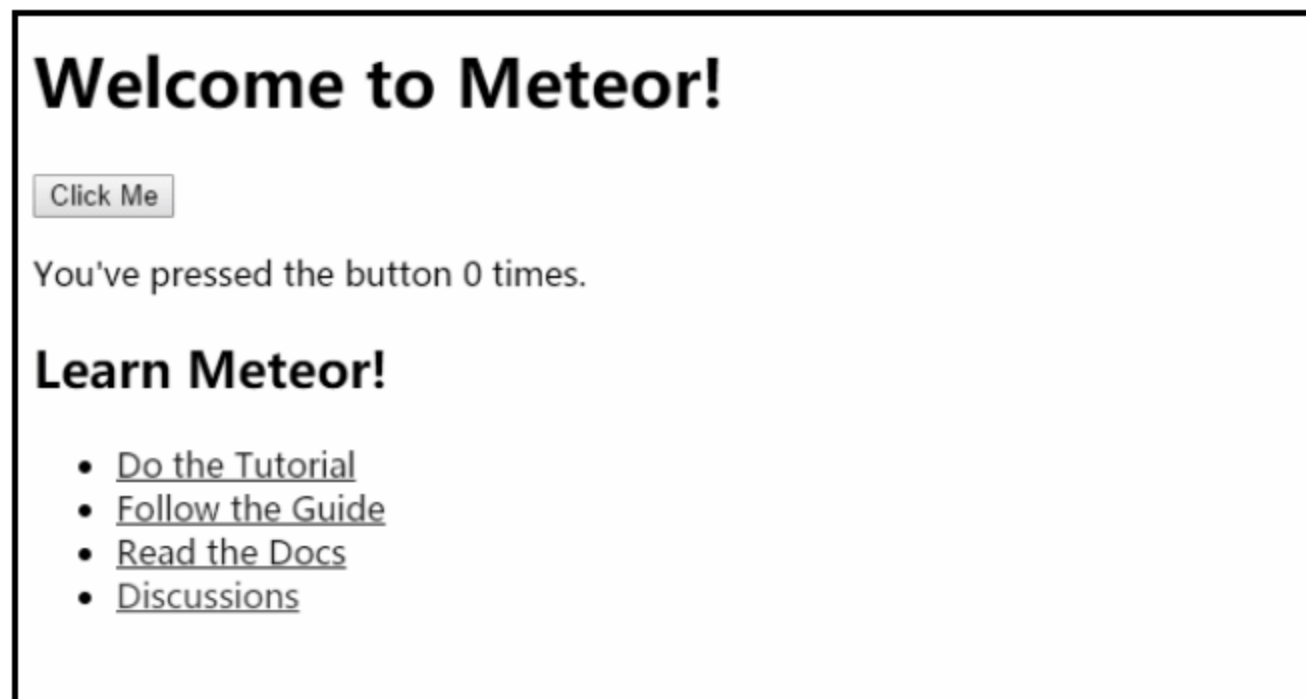 Welcome to Meteor!
Click Me
You've pressed the button 0 times.
Learn Meteor!
Do the Tutorial
Follow the Guide
Read the Docs
Discussions